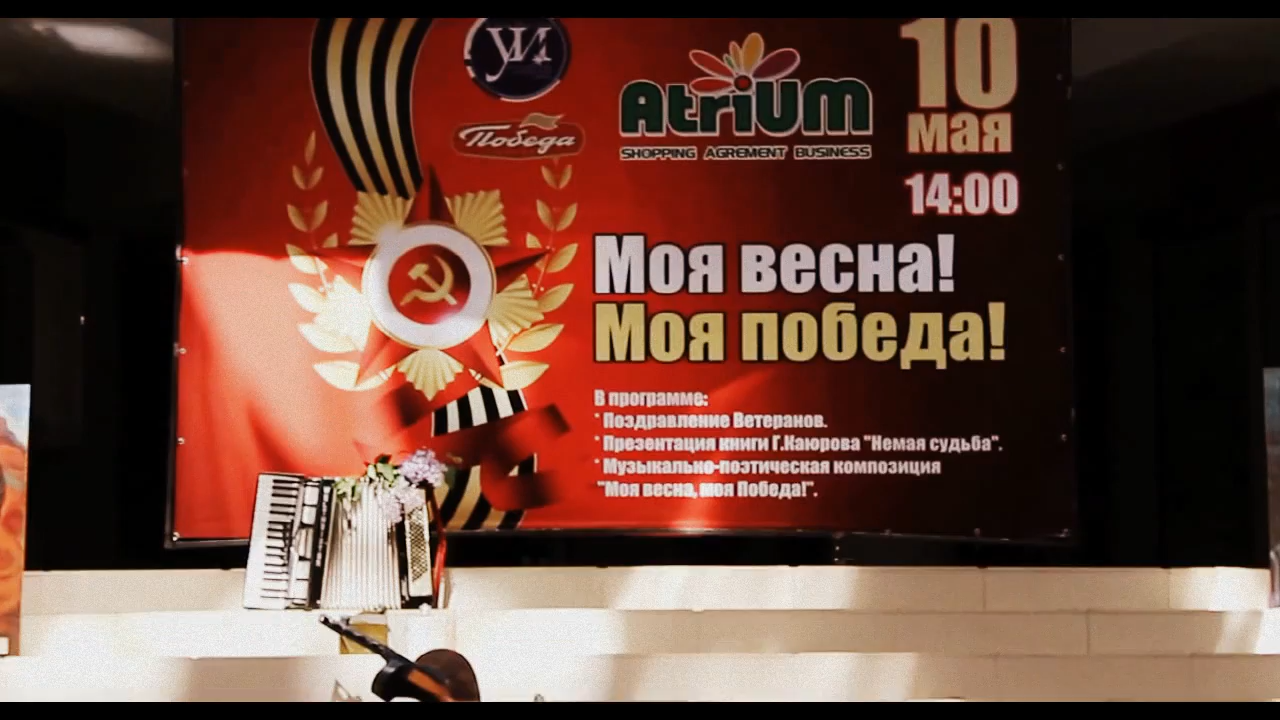 УИ
Победа
Atrium
SHOPPING AGREMENT BUSINESS
10
мая
14:00
Моя весна!
Моя победа!
В программе:
* Поздравление Ветеранов.
* Презентация книги Г.Каюрова "Немая судьба".
* Музыкально-поэтическая композиция
"Моя весна, моя Победа!".